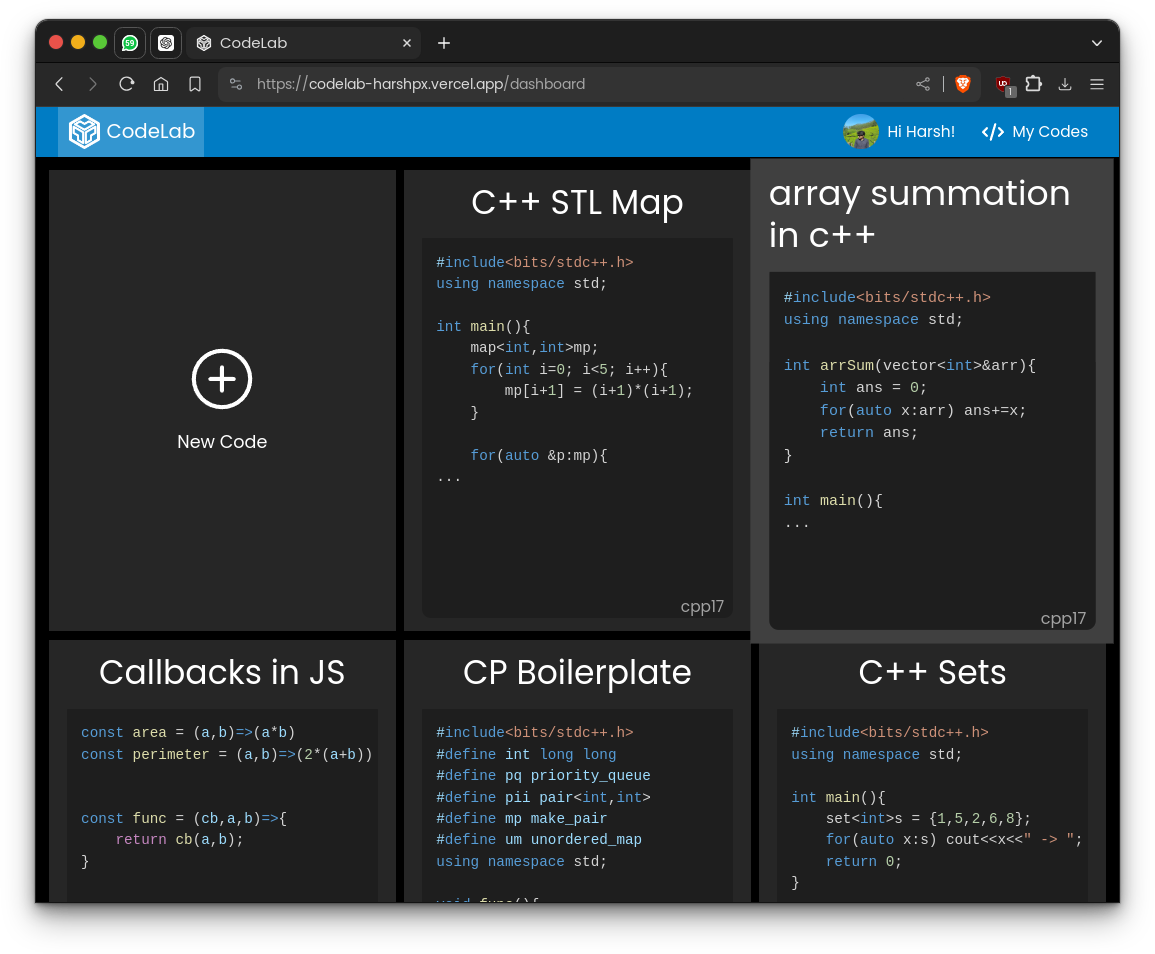 59
CodeLab
https://codelab-harshpx.vercel.app/dashboard
1
CodeLab
Hi Harsh!
</> My Codes
New Code
C++ STL Map
#include<bits/stdc++.h>
using namespace std;
int main(){
    map<int,int>mp;
    for(int i=0; i<5; i++){
        mp[i+1] = (i+1)*(i+1);
    }
    for(auto &p:mp){
...
cpp17
array summation
in c++
#include<bits/stdc++.h>
using namespace std;
int arrSum(vector<int>&arr){
    int ans = 0;
    for(auto x:arr) ans+=x;
    return ans;
}
int main(){
...
cpp17
Callbacks in JS
const area = (a,b)=>(a*b)
const perimeter = (a,b)=>(2*(a+b))
const func = (cb,a,b)=>{
    return cb(a,b);
}
CP Boilerplate
#include<bits/stdc++.h>
#define int long long
#define pq priority_queue
#define pii pair<int,int>
#define mp make_pair
#define um unordered_map
using namespace std;
void func(){
C++ Sets
#include<bits/stdc++.h>
using namespace std;
int main(){
    set<int>s = {1,5,2,6,8};
    for(auto x:s) cout<<x<<" -> ";
    return 0;
}